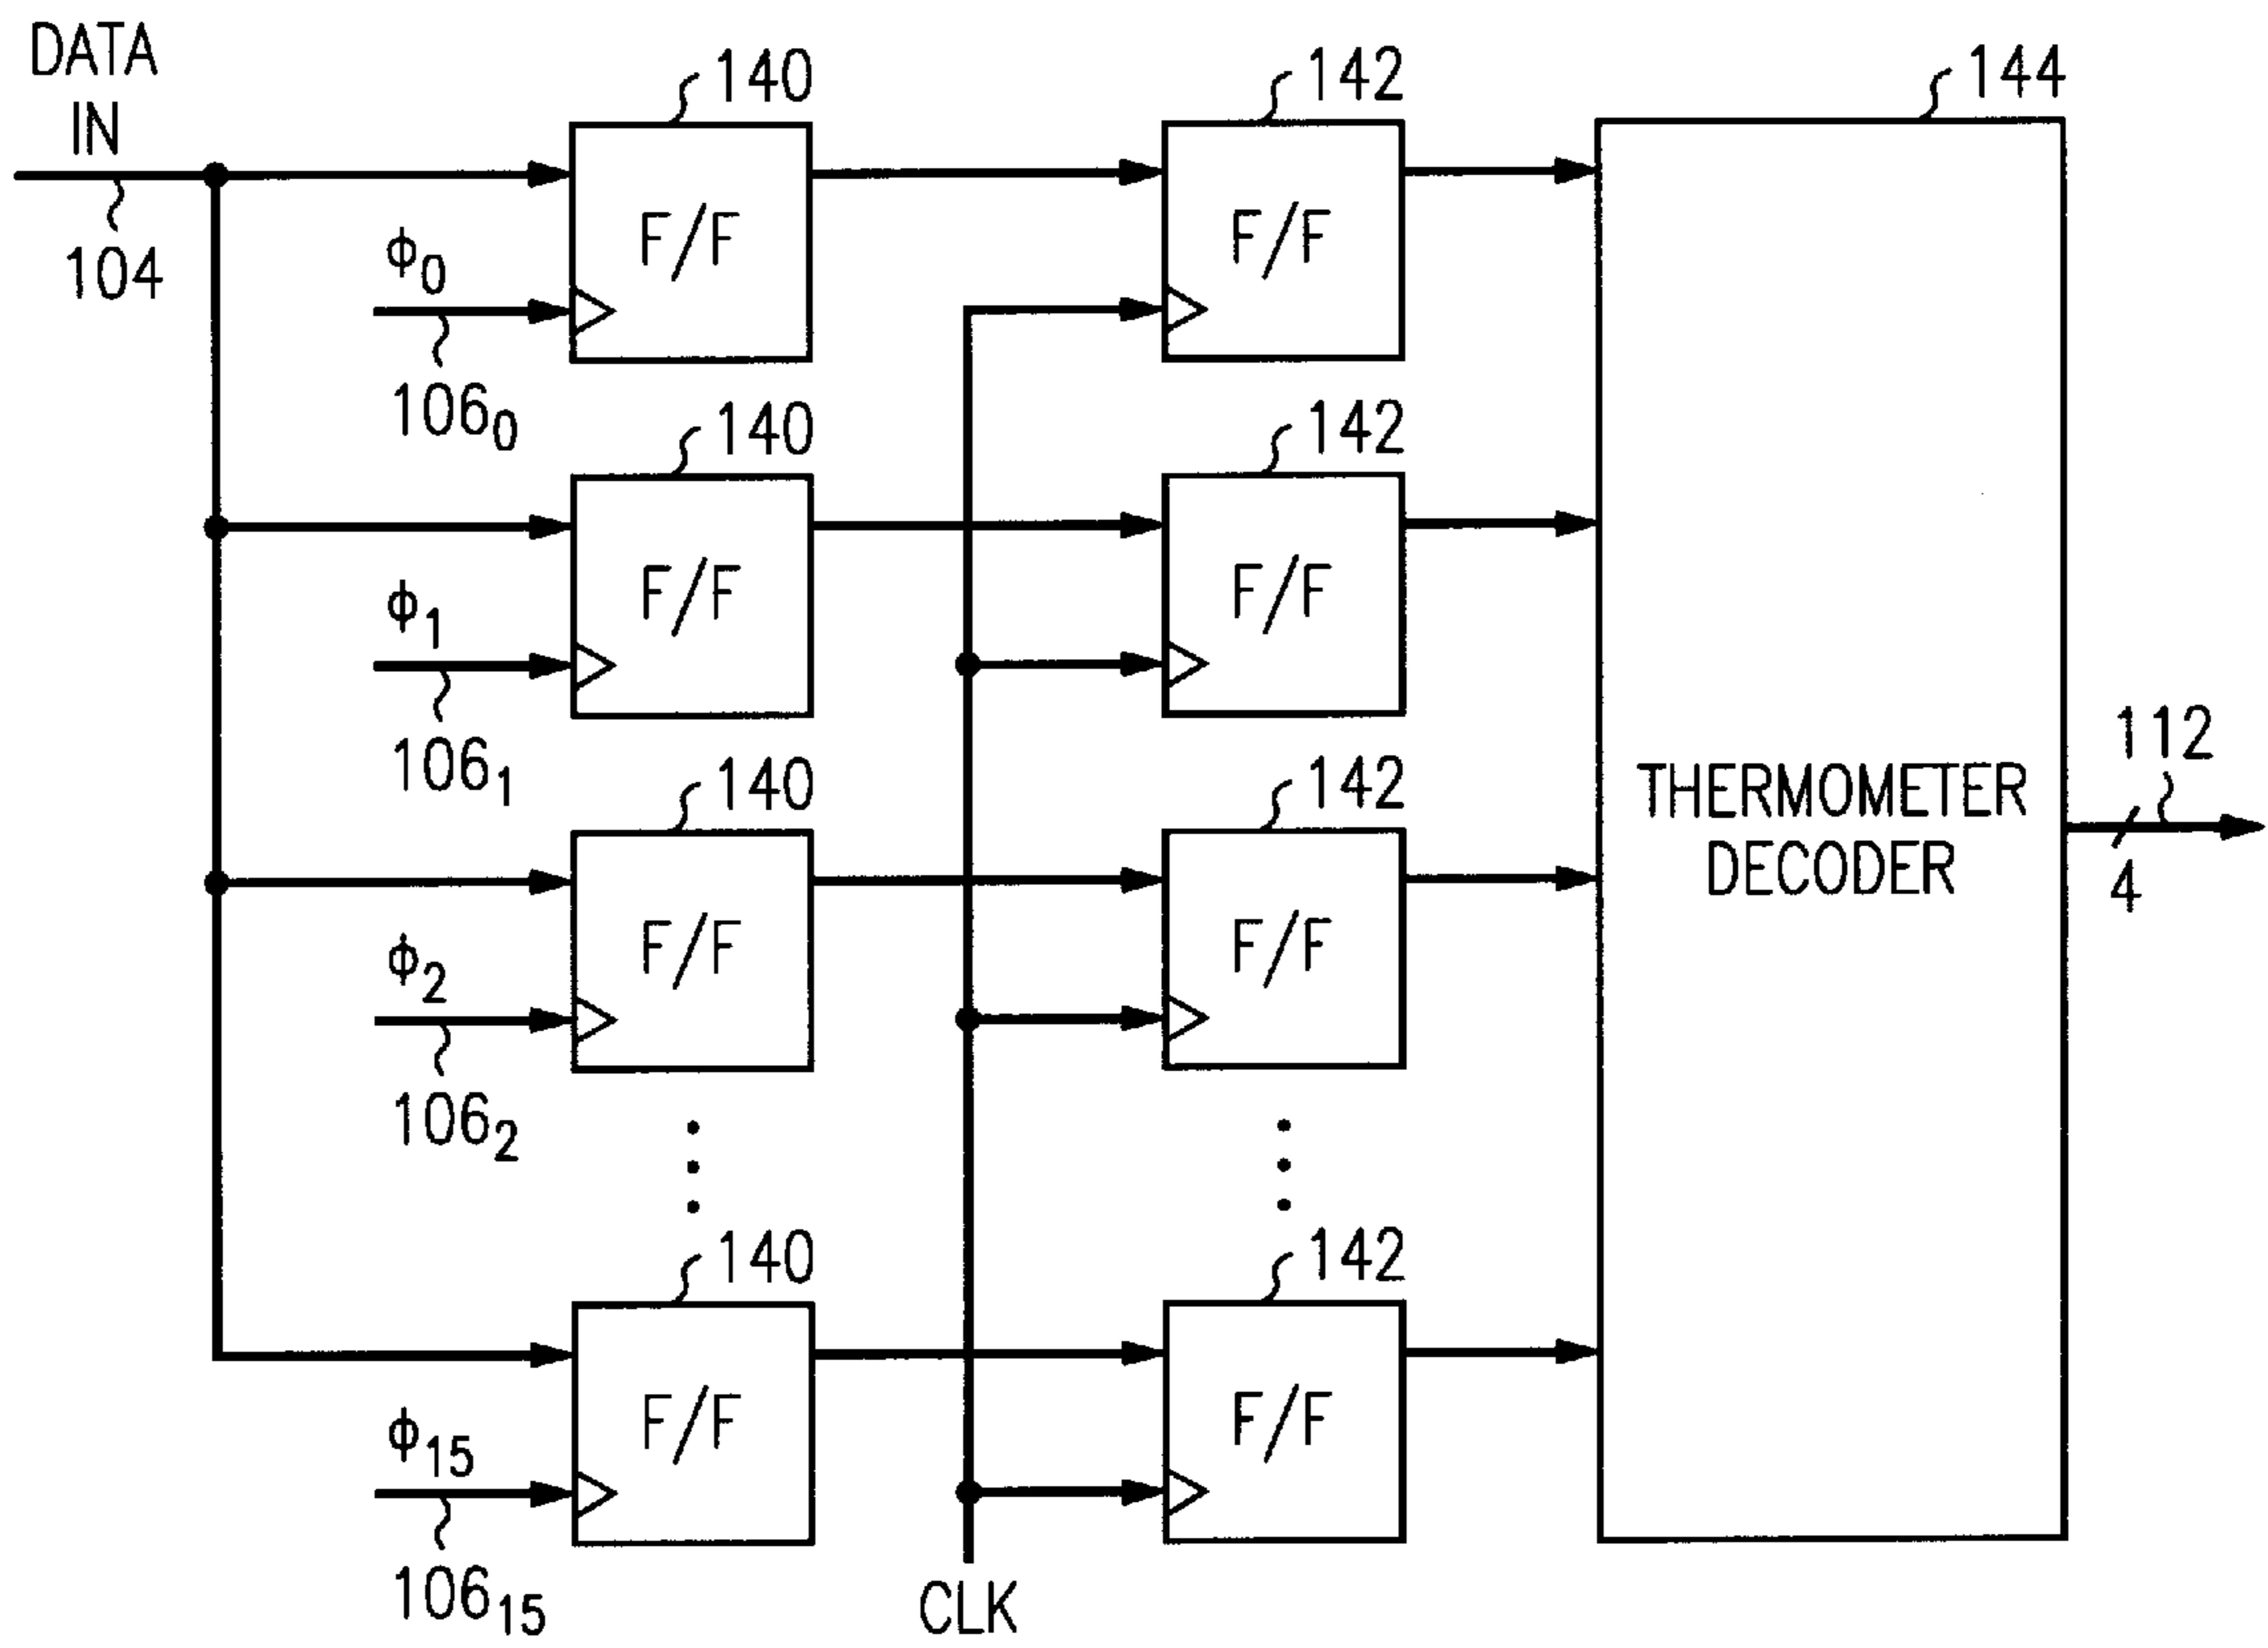 DATA
IN
104
140
142
144
F/F
F/F
ϕ0
1060
140
142
F/F
F/F
ϕ1
1061
140
142
THERMOMETER
DECODER
112
4
F/F
F/F
ϕ2
1062
140
142
F/F
F/F
ϕ15
10615
CLK